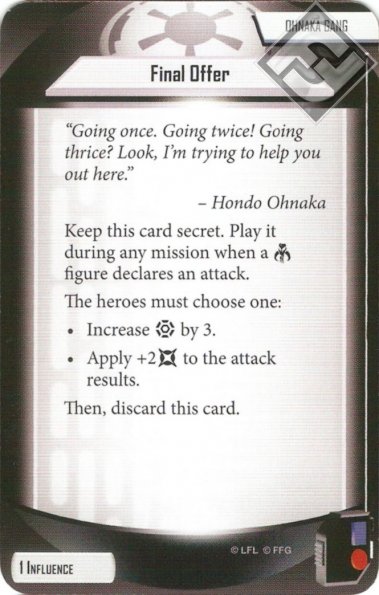 OHNAKA GANG
Final Offer
“Going once. Going twice! Going
thrice? Look, I’m trying to help you
out here.”
– Hondo Ohnaka
Keep this card secret. Play it
during any mission when a
figure declares an attack.
The heroes must choose one:
• Increase by 3.
• Apply +2 to the attack
results.
Then, discard this card.
© LFL © FFG
1 INFLUENCE